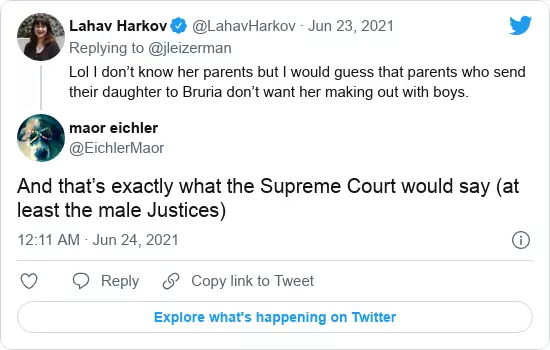 Lahav Harkov @LahavHarkov · Jun 23, 2021
Replying to @jleizerman
Lol I don’t know her parents but I would guess that parents who send
their daughter to Bruria don’t want her making out with boys.
maor eichler
@EichlerMaor
And that’s exactly what the Supreme Court would say (at
least the male Justices)
12:11 AM · Jun 24, 2021
Reply Copy link to Tweet
Explore what's happening on Twitter